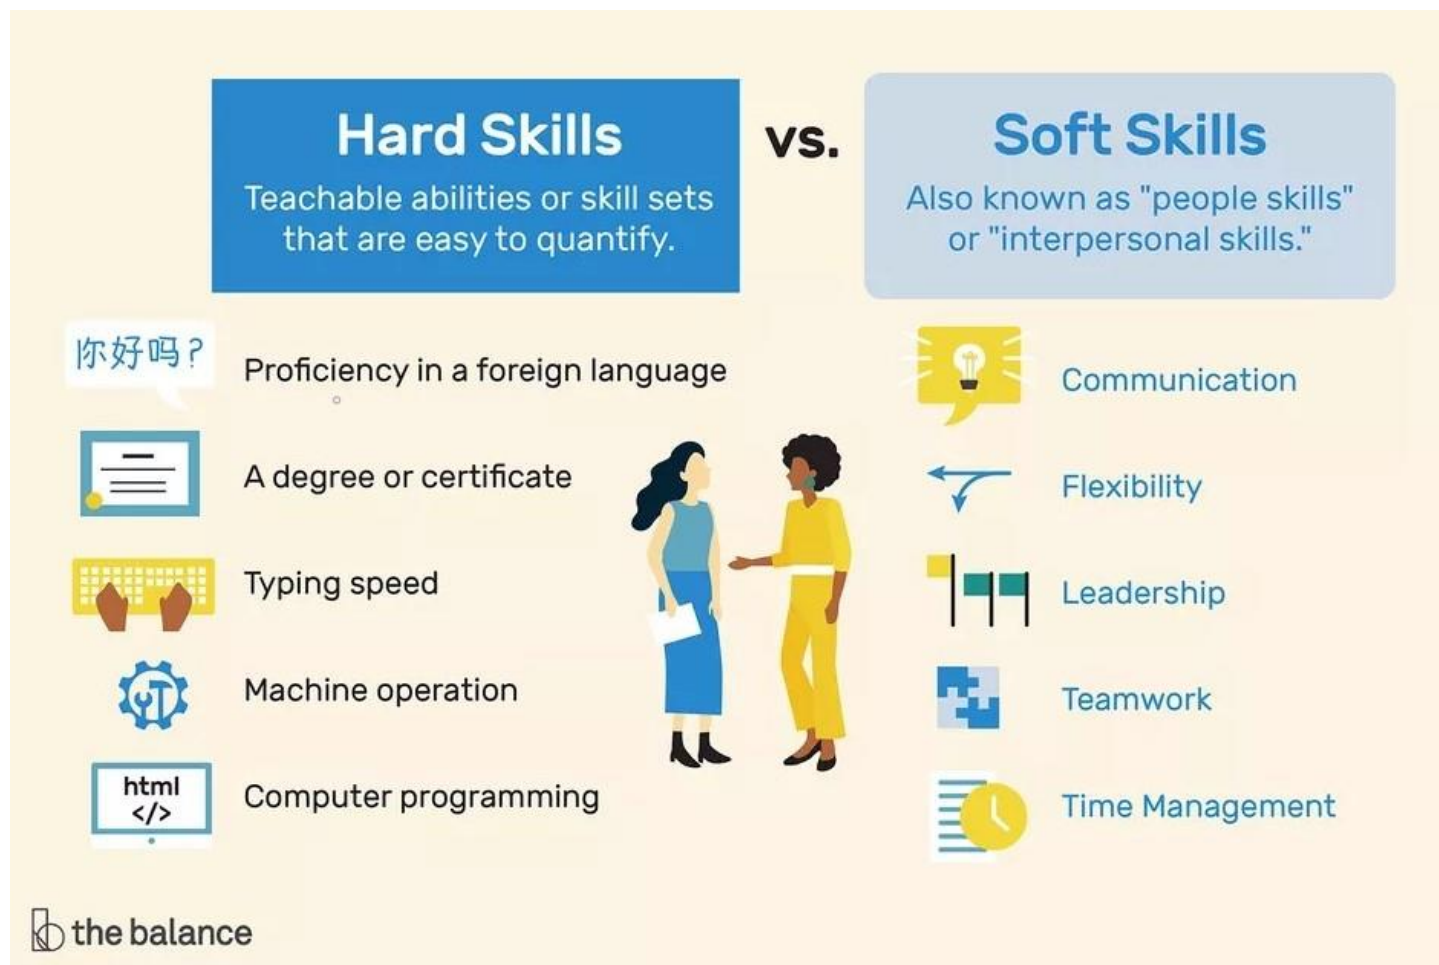 Hard Skills
Teachable abilities or skill sets
that are easy to quantify.
vs.
Soft Skills
Also known as "people skills"
or "interpersonal skills."
你好吗?
Proficiency in a foreign language
A degree or certificate
Typing speed
Machine operation
html
</>
Computer programming
Communication
Flexibility
Leadership
Teamwork
Time Management
the balance